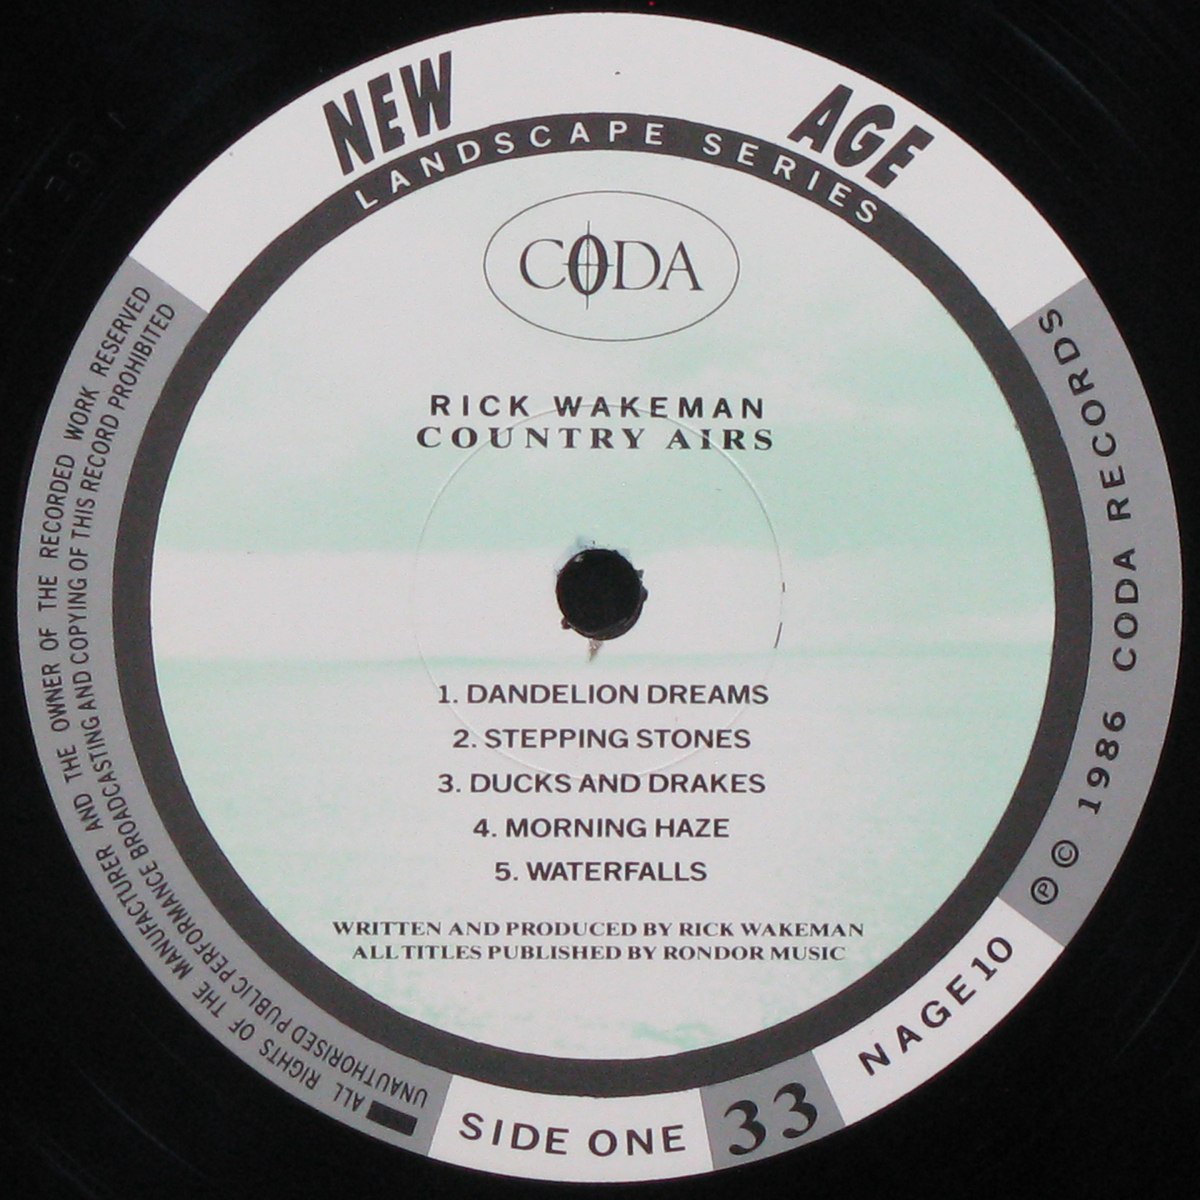 NEW AGE
LANDSCAPE SERIES
CODA
RICK WAKEMAN
COUNTRY AIRS
1. DANDELION DREAMS
2. STEPPING STONES
3. DUCKS AND DRAKES
4. MORNING HAZE
5. WATERFALLS
WRITTEN AND PRODUCED BY RICK WAKEMAN
ALL TITLES PUBLISHED BY RONDOR MUSIC
ALL RIGHTS OF THE MANUFACTURER AND THE OWNER OF THE RECORDED WORK RESERVED
UNAUTHORISED PUBLIC PERFORMANCE BROADCASTING AND COPYING OF THIS RECORD PROHIBITED
SIDE ONE
33
NAGE 10
℗ © 1986 CODA RECORDS